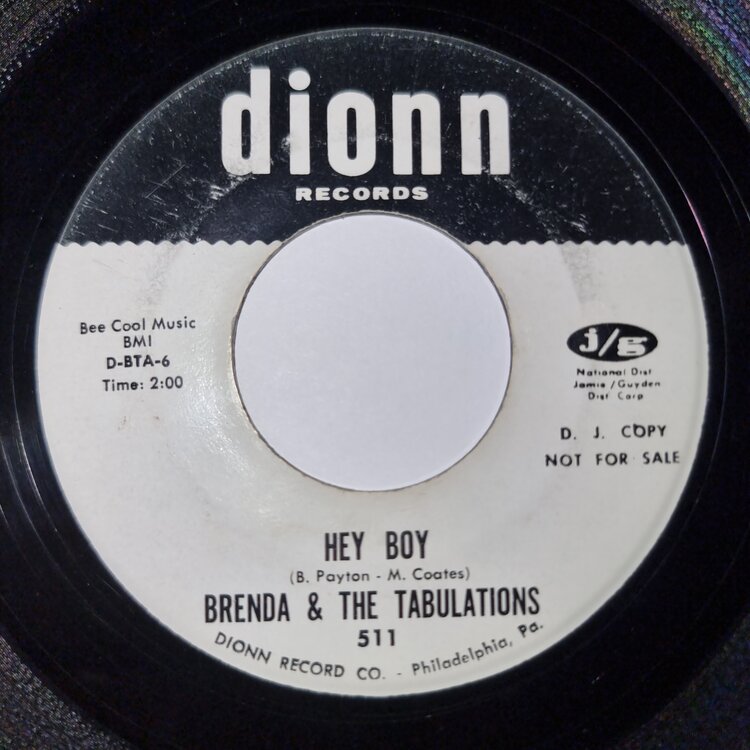 dionn
RECORDS
Bee Cool Music
BMI
D-BTA-6
Time: 2:00
j/g
National Dist
Jamie/Guyden
Dist Corp
D. J. COPY
NOT FOR SALE
HEY BOY
(B. Payton - M. Coates)
BRENDA & THE TABULATIONS
511
DIONN RECORD CO. - Philadelphia, Pa.